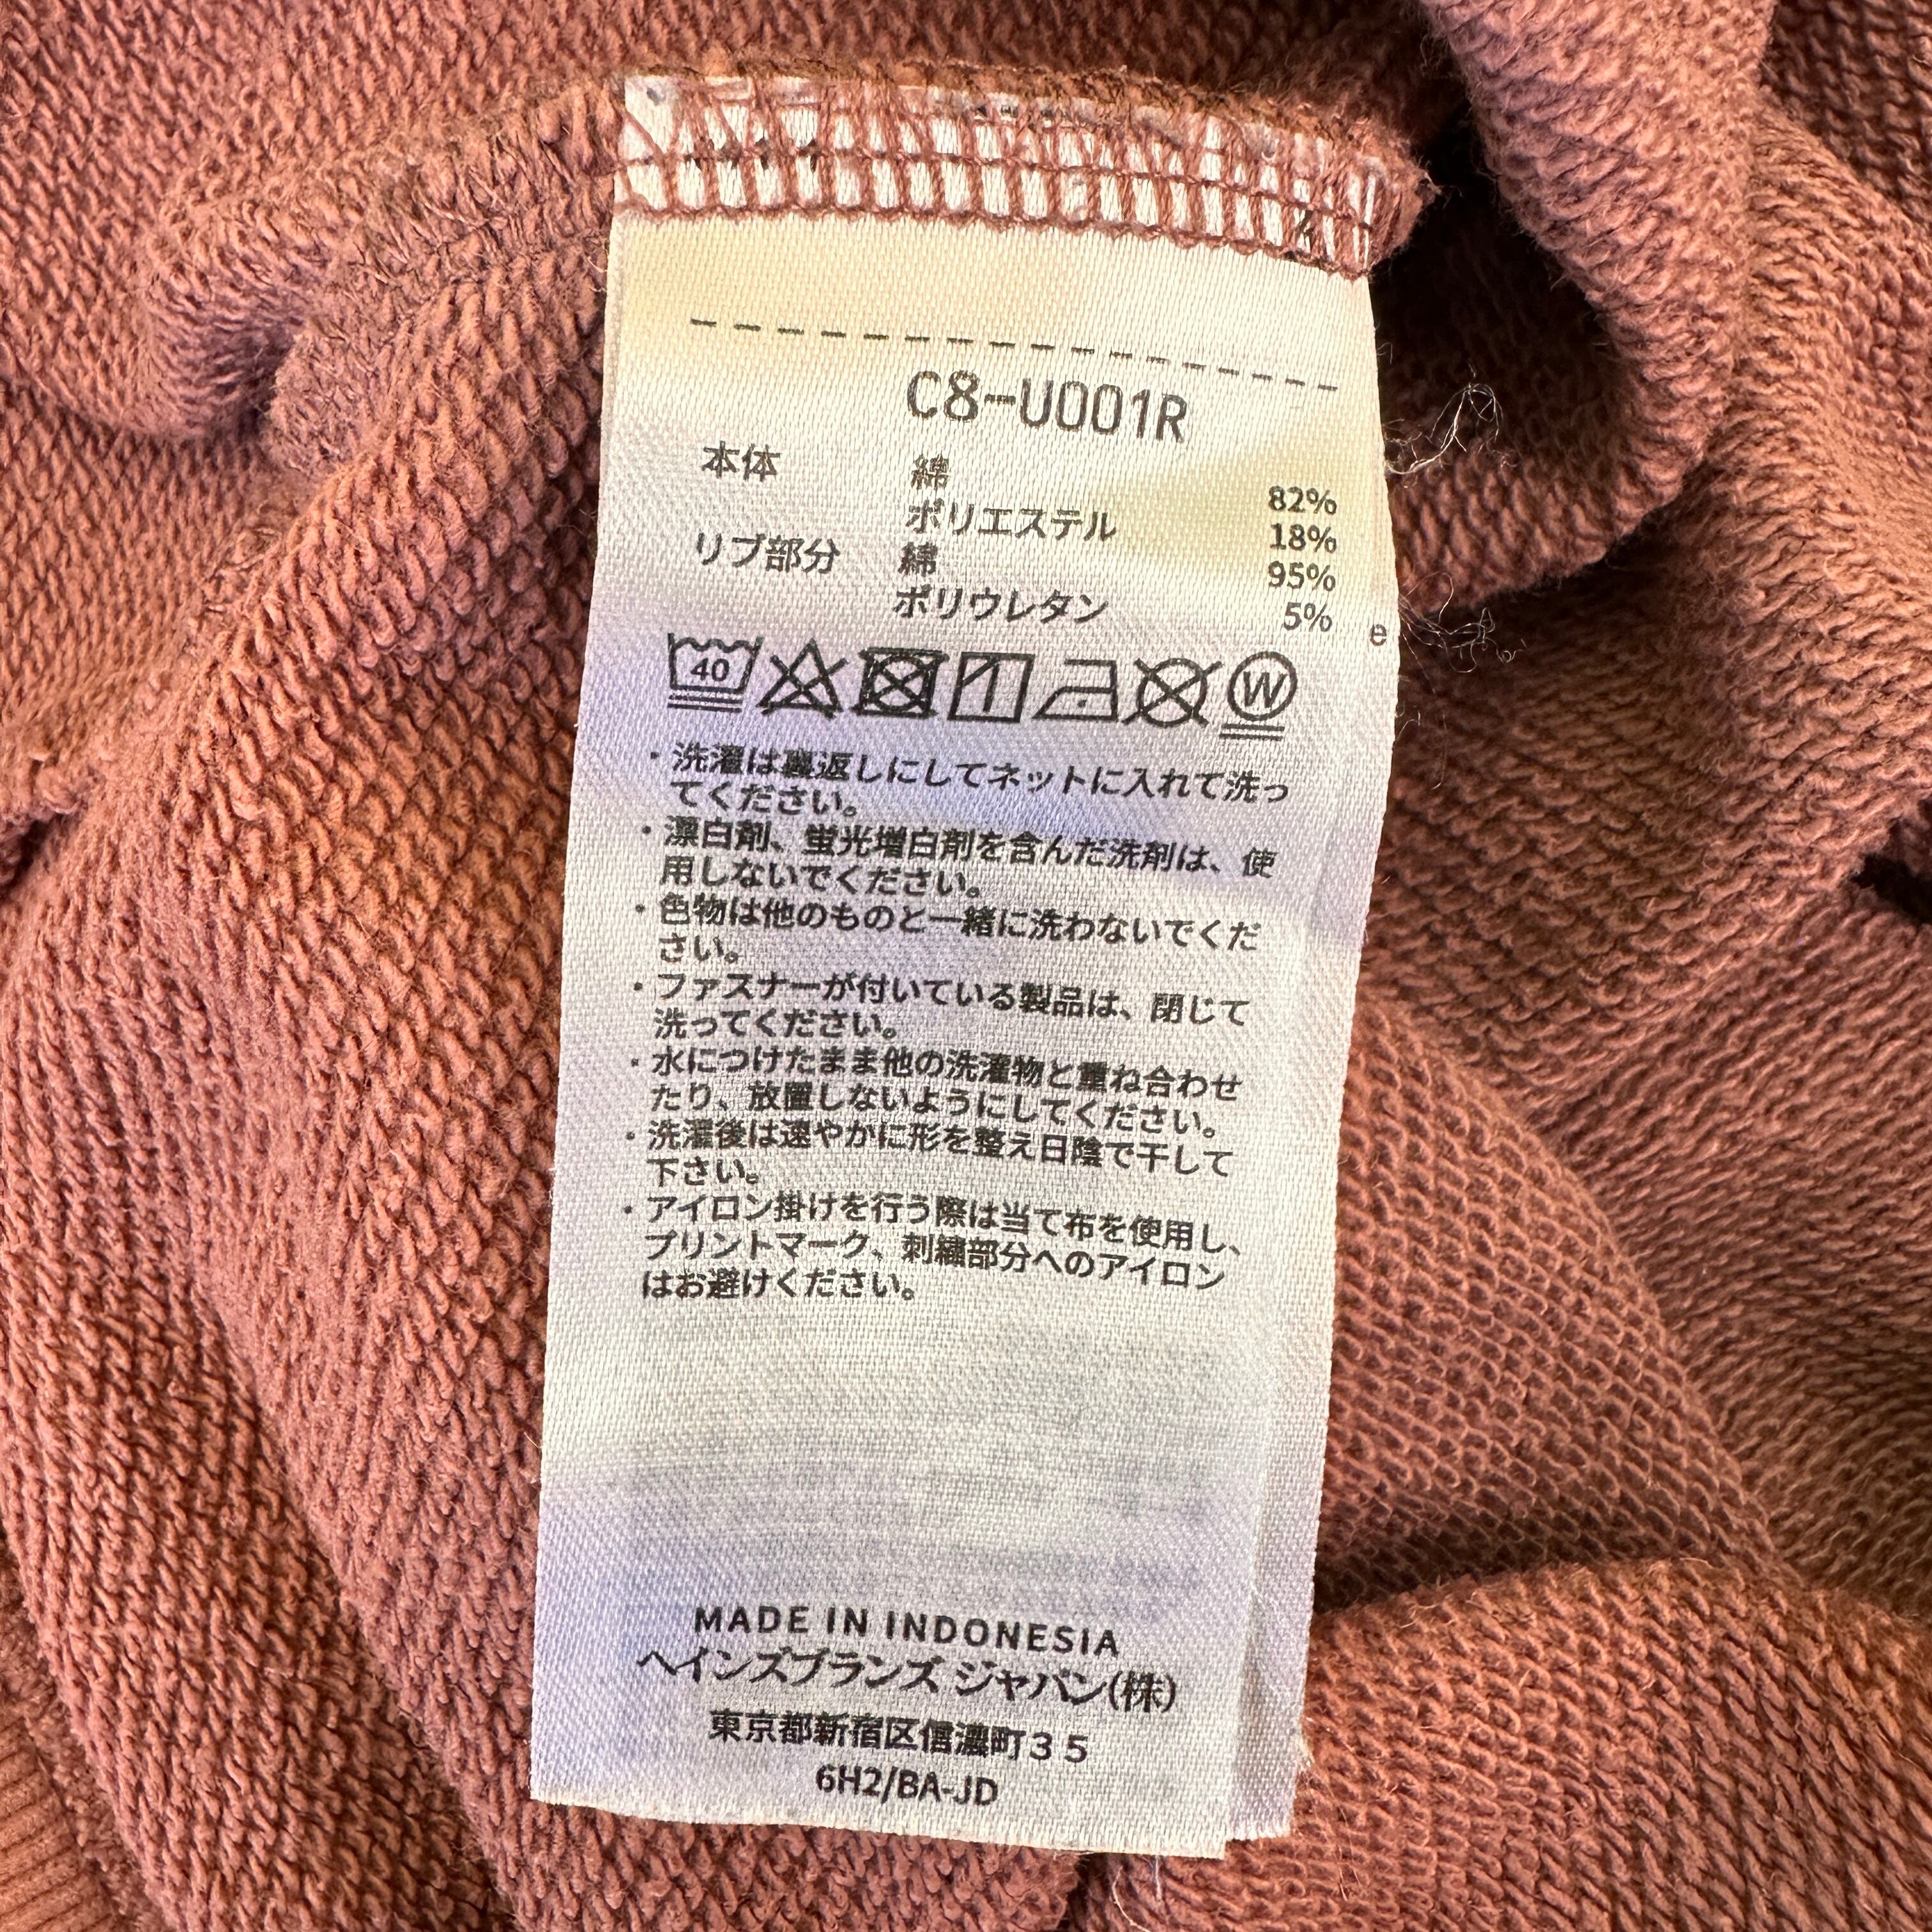 C8-U001R
本体 綿 82%
ポリエステル 18%
リブ部分 綿 95%
ポリウレタン 5%
e
40 W
・洗濯は裏返しにしてネットに入れて洗っ
てください。
・漂白剤、蛍光増白剤を含んだ洗剤は、使
用しないでください。
・色物は他のものと一緒に洗わないでくだ
さい。
・ファスナーが付いている製品は、閉じて
洗ってください。
・水につけたまま他の洗濯物と重ね合わせ
たり、放置しないようにしてください。
・洗濯後は速やかに形を整え日陰で干して
下さい。
・アイロン掛けを行う際は当て布を使用し、
プリントマーク、刺繍部分へのアイロン
はお避けください。
MADE IN INDONESIA
ヘインズブランズ ジャパン(株)
東京都新宿区信濃町３５
6H2/BA-JD